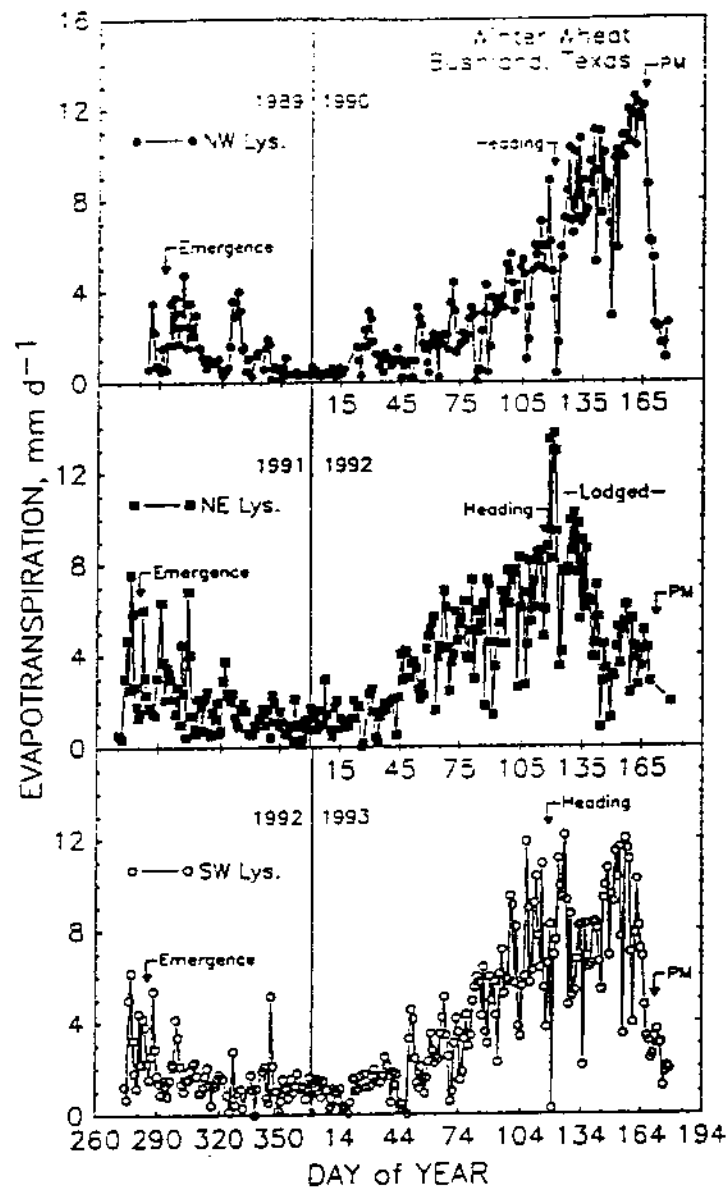 16
Winter Wheat
Bushland, Texas
PM
12
1989 1990
NW Lys.
Heading
8
Emergence
4
0
15 45 75 105 135 165
EVAPOTRANSPIRATION, mm d⁻¹
12
1991 1992
NE Lys.
Lodged
Heading
8
Emergence
PM
4
0
15 45 75 105 135 165
Heading
12
1992 1993
SW Lys.
8
Emergence
PM
4
0
260 290 320 350 14 44 74 104 134 164 194
DAY of YEAR